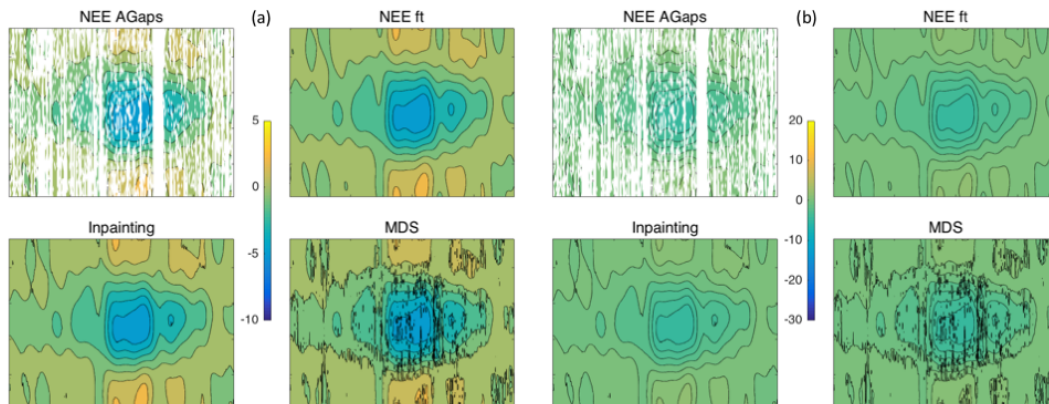 NEE AGaps
(a)
NEE ft
NEE AGaps
(b)
NEE ft
5
0
-5
-10
20
10
0
-10
-20
-30
Inpainting
MDS
Inpainting
MDS